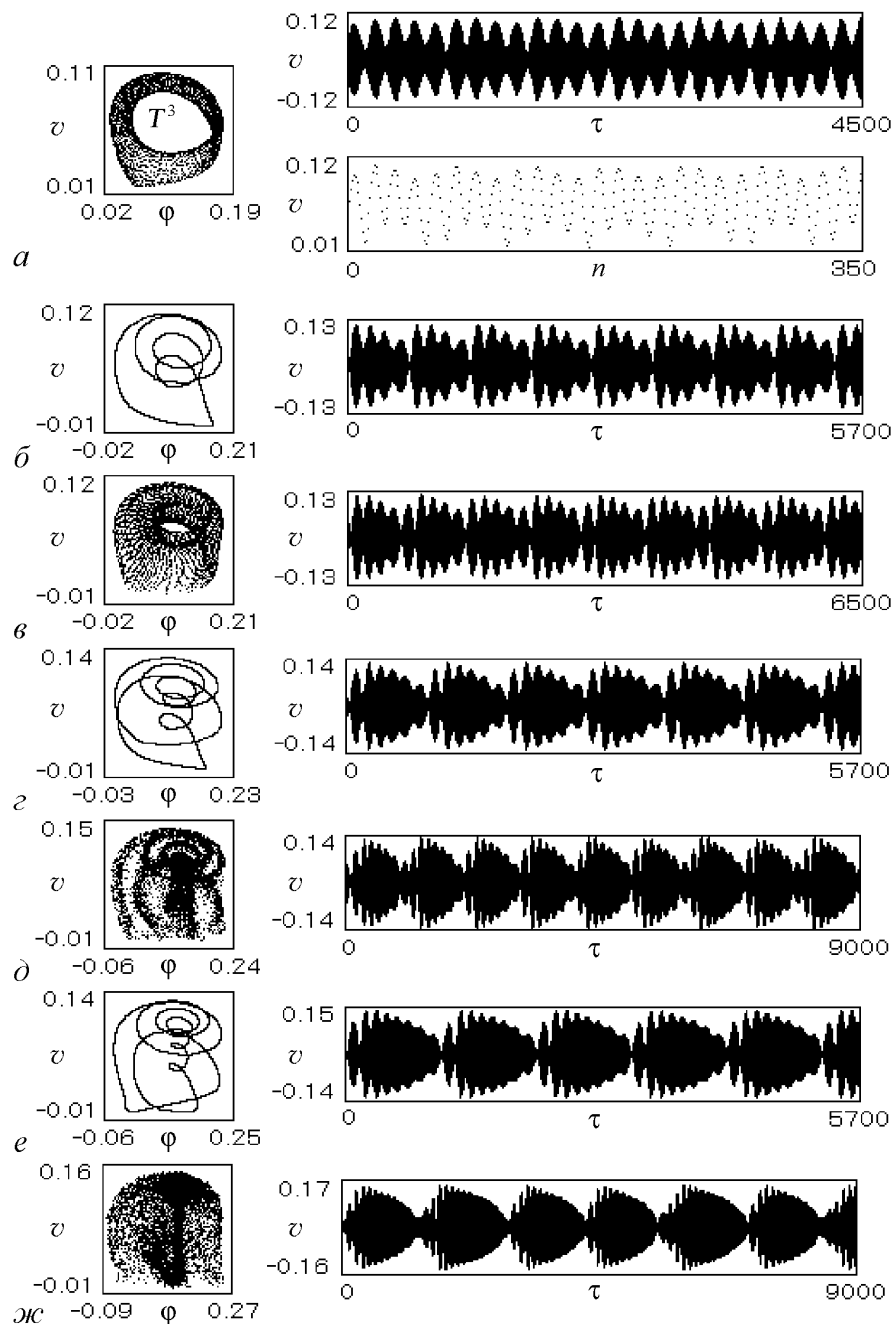 0.11
v
T³
0.01
0.02 φ 0.19
0.12
v
-0.12
0 τ 4500
0.12
v
0.01
0 n 350
а
0.12
v
-0.01
-0.02 φ 0.21
0.13
v
-0.13
0 τ 5700
б
0.12
v
-0.01
-0.02 φ 0.21
0.13
v
-0.13
0 τ 6500
в
0.14
v
-0.01
-0.03 φ 0.23
0.14
v
-0.14
0 τ 5700
г
0.15
v
-0.01
-0.06 φ 0.24
0.14
v
-0.14
0 τ 9000
д
0.14
v
-0.01
-0.06 φ 0.25
0.15
v
-0.14
0 τ 5700
е
0.16
v
-0.01
-0.09 φ 0.27
0.17
v
-0.16
0 τ 9000
ж